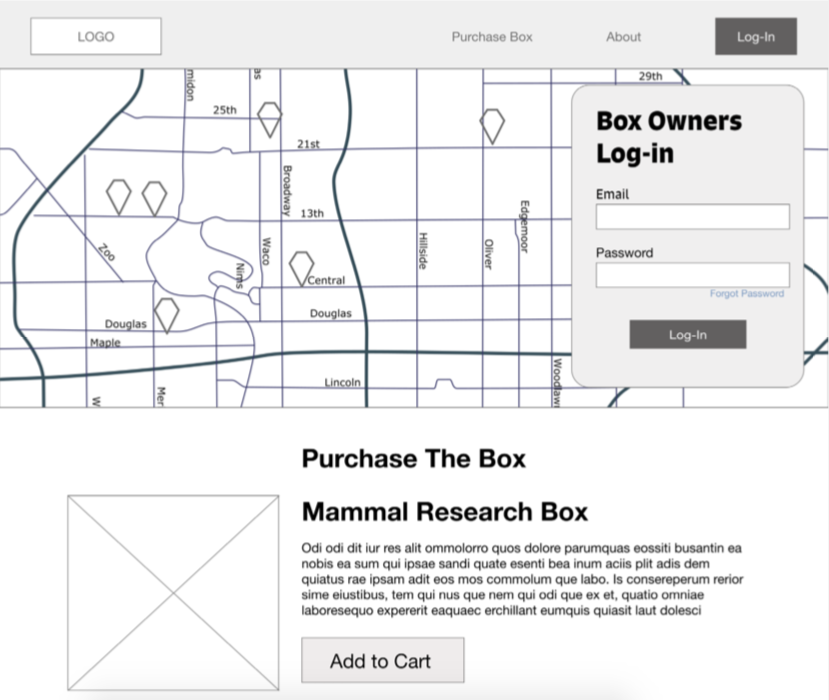 LOGO
Purchase Box
About
Log-In
29th
midon
as
25th
21st
Broadway
13th
Edgemoor
Zoo
Waco
Nims
Hillside
Oliver
Central
Douglas
Douglas
Maple
Lincoln
Woodlawn
W
Mer
Box Owners
Log-in
Email
Password
Forgot Password
Log-In
Purchase The Box
Mammal Research Box
Odi odi dit iur res alit ommolorro quos dolore parumquas eossiti busantin ea
nobis ea sum qui ipsae sandi quate esenti bea inum aciis plit adis dem
quiatus rae ipsam adit eos mos commolum que labo. Is consereperum rerior
sime eiustibus, tem qui nus que nem qui odi que ex et, quatio omniae
laboresequo expererit eaquaec erchillant eumquis quiasit laut dolesci
Add to Cart